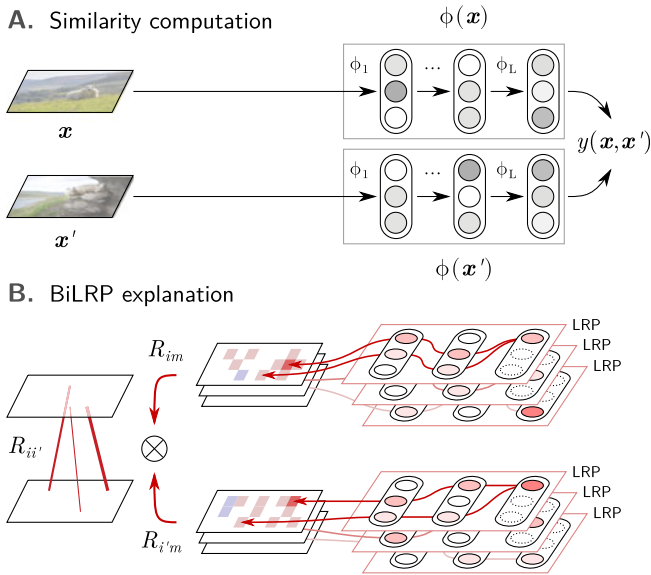 A. Similarity computation
ϕ(x)
ϕ1 ... ϕL
x
y(x,x′)
ϕ1 ... ϕL
x′
ϕ(x′)
B. BiLRP explanation
LRP
LRP
LRP
Rim
Rii′
LRP
LRP
LRP
Ri′m